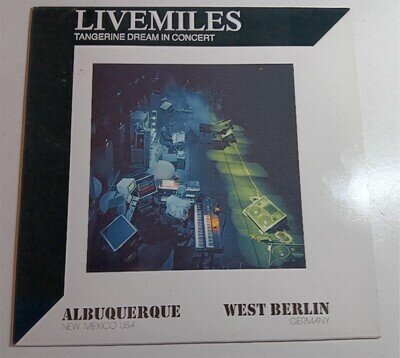 LIVEMILES
TANGERINE DREAM IN CONCERT
ALBUQUERQUE WEST BERLIN
NEW MEXICO USA GERMANY